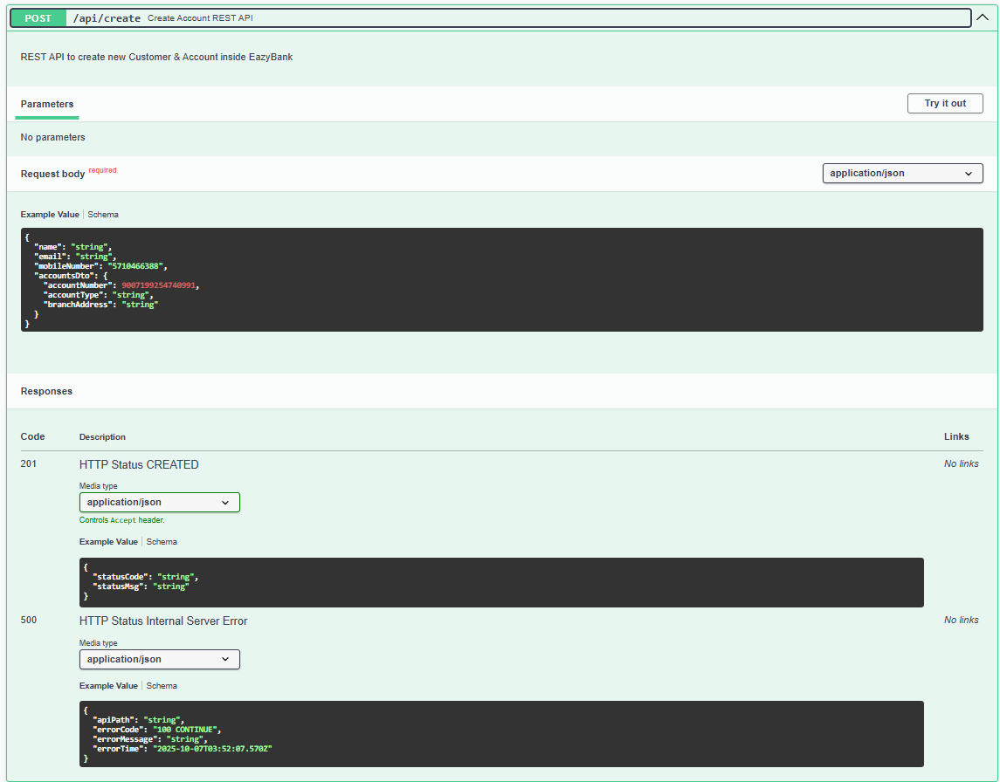 POST /api/create Create Account REST API
REST API to create new Customer & Account inside EazyBank
Parameters
Try it out
No parameters
Request body required
application/json
Example Value | Schema
{
  "name": "string",
  "email": "string",
  "mobileNumber": "5710466388",
  "accountsDto": {
    "accountNumber": 9007199254740991,
    "accountType": "string",
    "branchAddress": "string"
  }
}
Responses
Code Description Links
201 HTTP Status CREATED No links
Media type
application/json
Controls Accept header.
Example Value | Schema
{
  "statusCode": "string",
  "statusMsg": "string"
}
500 HTTP Status Internal Server Error No links
Media type
application/json
Example Value | Schema
{
  "apiPath": "string",
  "errorCode": "100 CONTINUE",
  "errorMessage": "string",
  "errorTime": "2025-10-07T03:52:07.570Z"
}